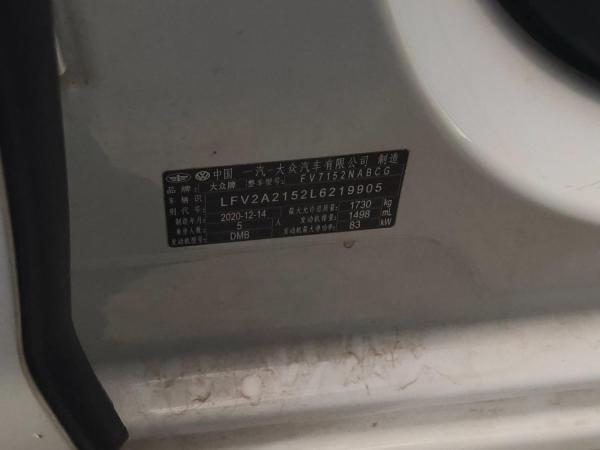 中国 一汽-大众汽车有限公司 制造
品牌: 大众牌 整车型号: FV7152NABCG
车辆识别代号: LFV2A2152L6219905
制造年月: 2020-12-14 最大允许总质量: 1730 kg
乘坐人数: 5 人 发动机排量: 1498 mL
发动机型号: DMB 发动机最大净功率: 83 kW